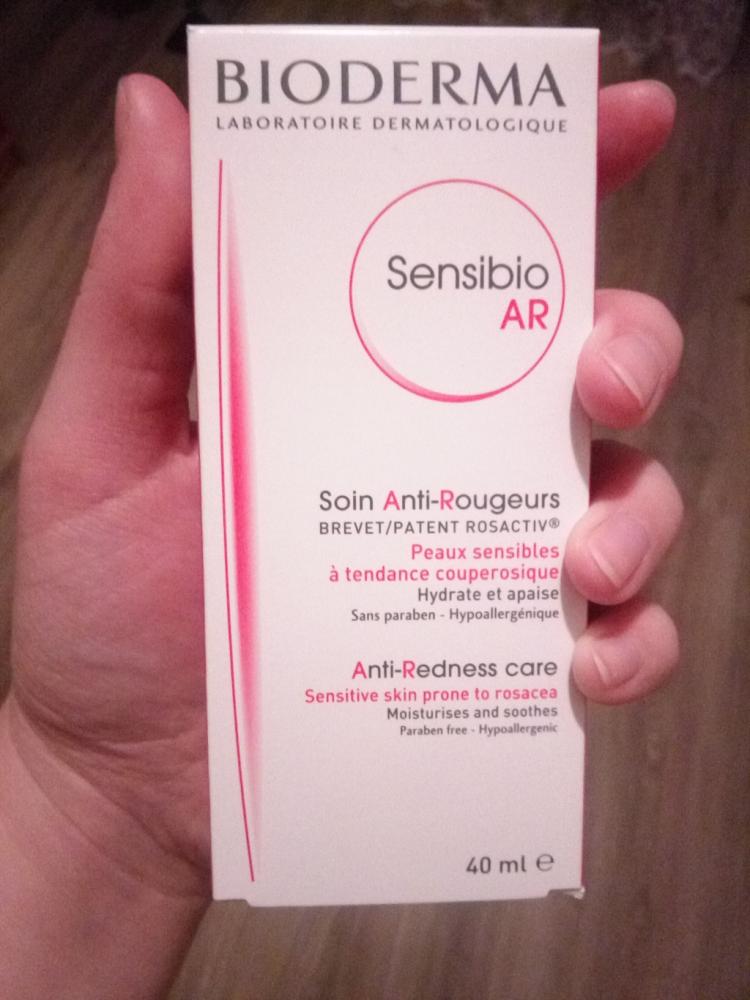 BIODERMA
LABORATOIRE DERMATOLOGIQUE
Sensibio
AR
Soin Anti-Rougeurs
BREVET/PATENT ROSACTIV®
Peaux sensibles
à tendance couperosique
Hydrate et apaise
Sans paraben - Hypoallergénique
Anti-Redness care
Sensitive skin prone to rosacea
Moisturises and soothes
Paraben free - Hypoallergenic
40 ml ℮